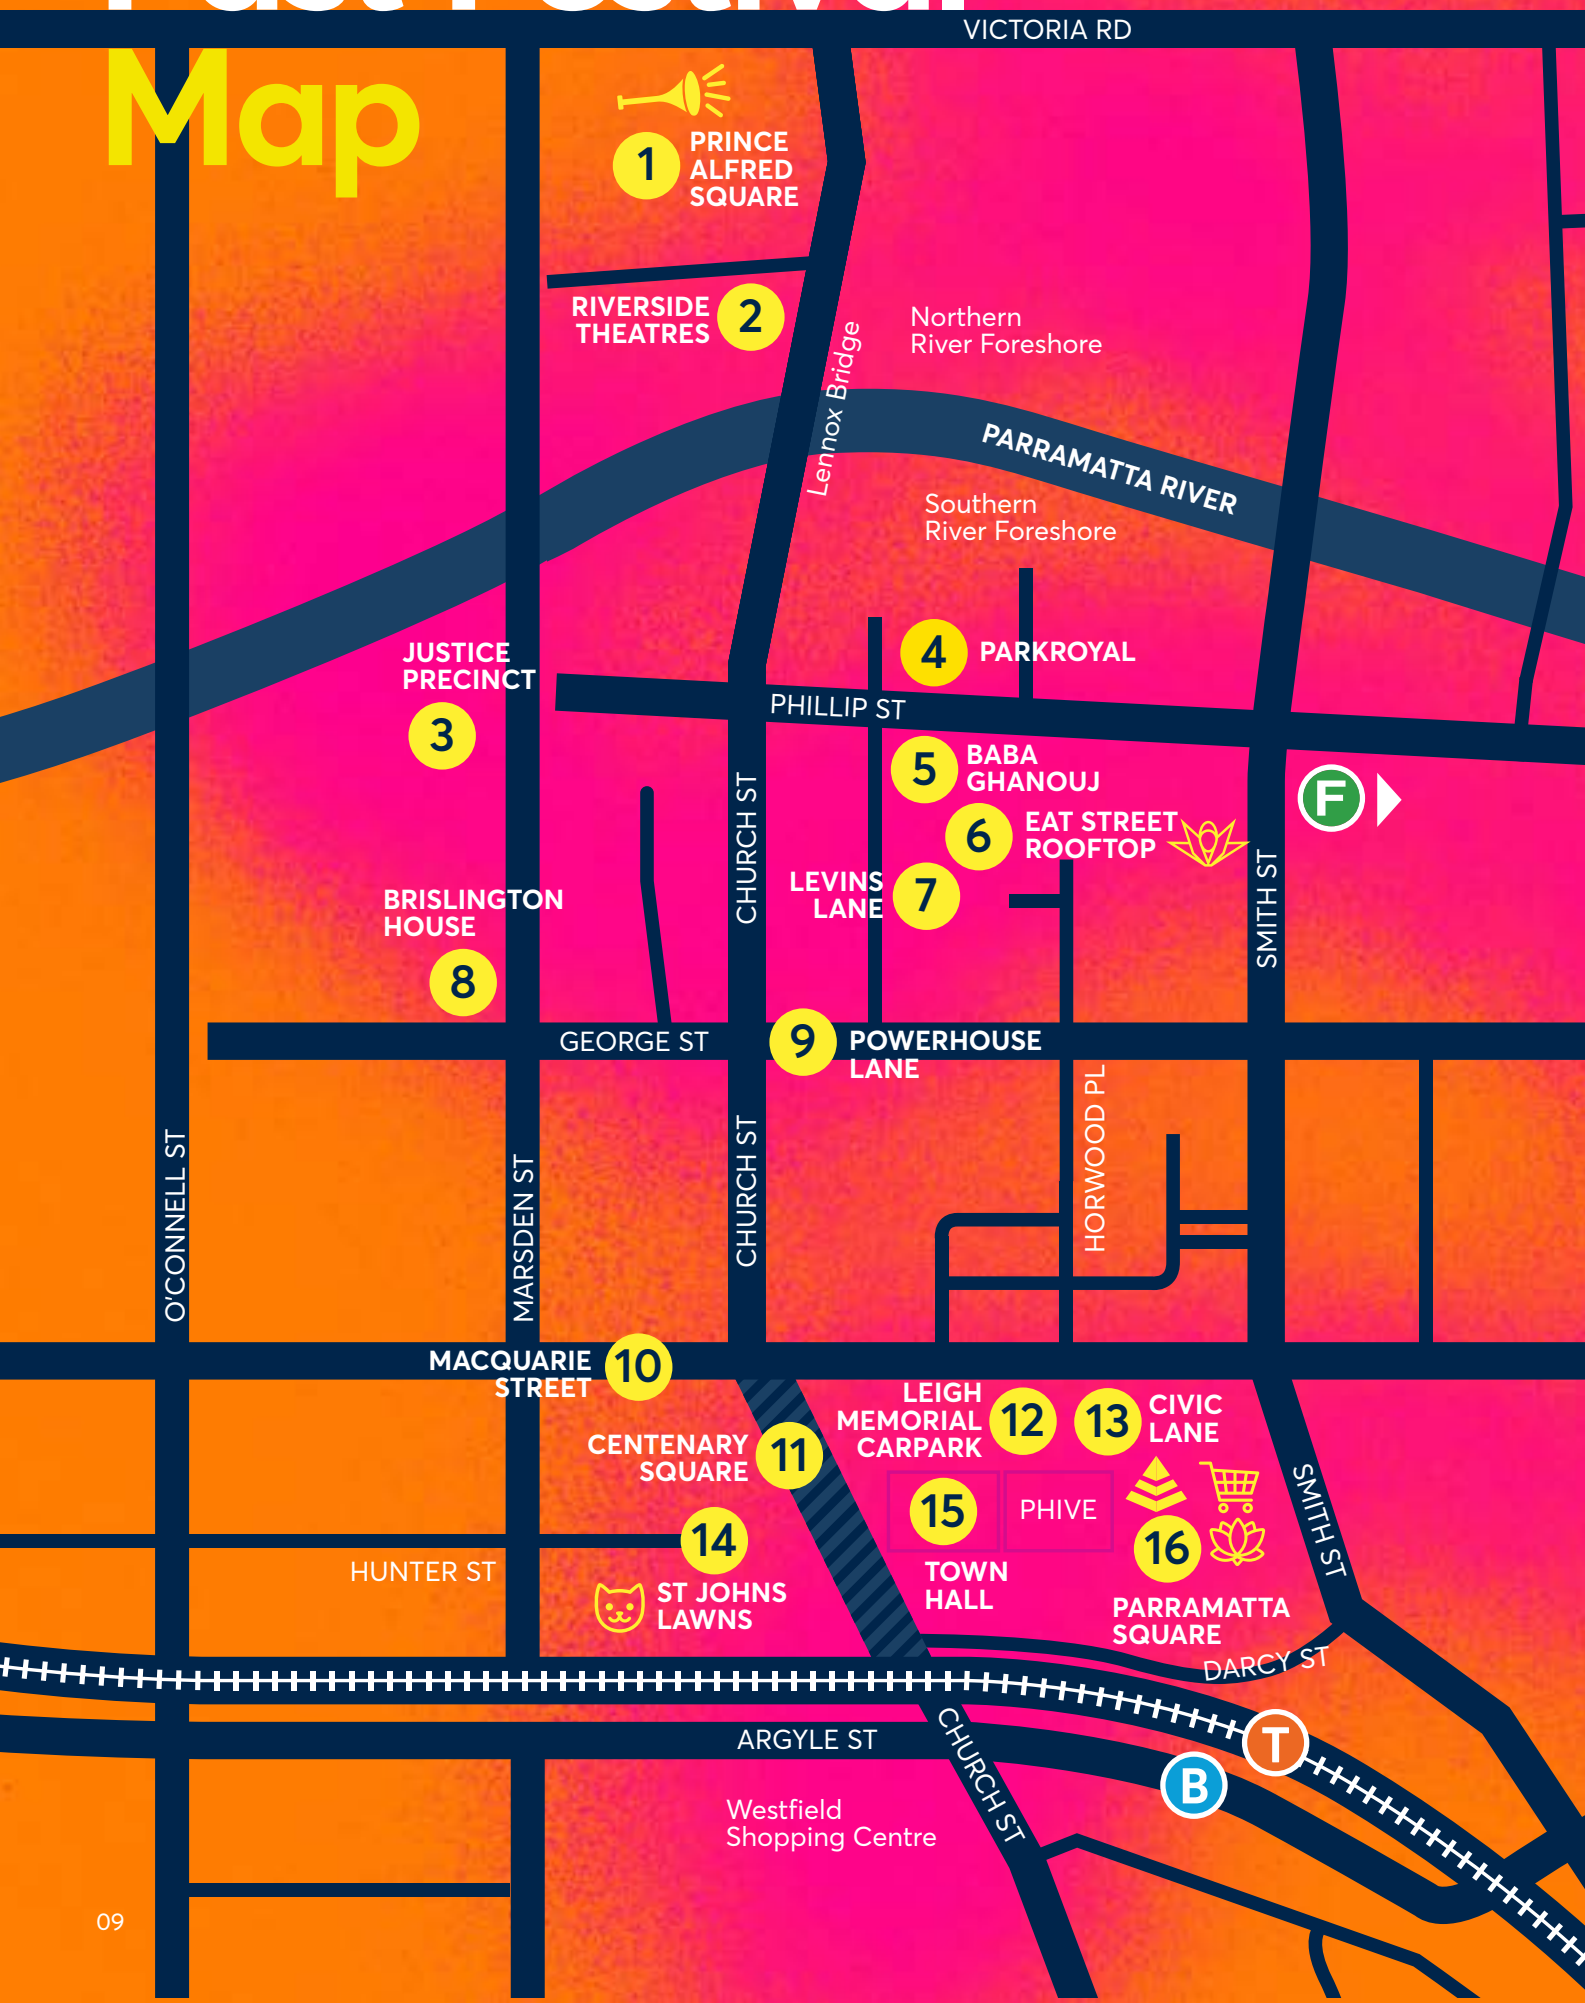 Map
VICTORIA RD
1
PRINCE
ALFRED
SQUARE
RIVERSIDE
THEATRES
2
Northern
River Foreshore
Lennox Bridge
PARRAMATTA RIVER
Southern
River Foreshore
JUSTICE
PRECINCT
3
4
PARKROYAL
PHILLIP ST
5
BABA
GHANOUJ
6
EAT STREET
ROOFTOP
F
CHURCH ST
LEVINS
LANE
7
SMITH ST
BRISLINGTON
HOUSE
8
GEORGE ST
9
POWERHOUSE
LANE
O'CONNELL ST
MARSDEN ST
CHURCH ST
HORWOOD PL
MACQUARIE
STREET
10
CENTENARY
SQUARE
11
LEIGH
MEMORIAL
CARPARK
12
13
CIVIC
LANE
15
PHIVE
TOWN
HALL
16
PARRAMATTA
SQUARE
SMITH ST
HUNTER ST
14
ST JOHNS
LAWNS
DARCY ST
ARGYLE ST
CHURCH ST
T
B
Westfield
Shopping Centre
09